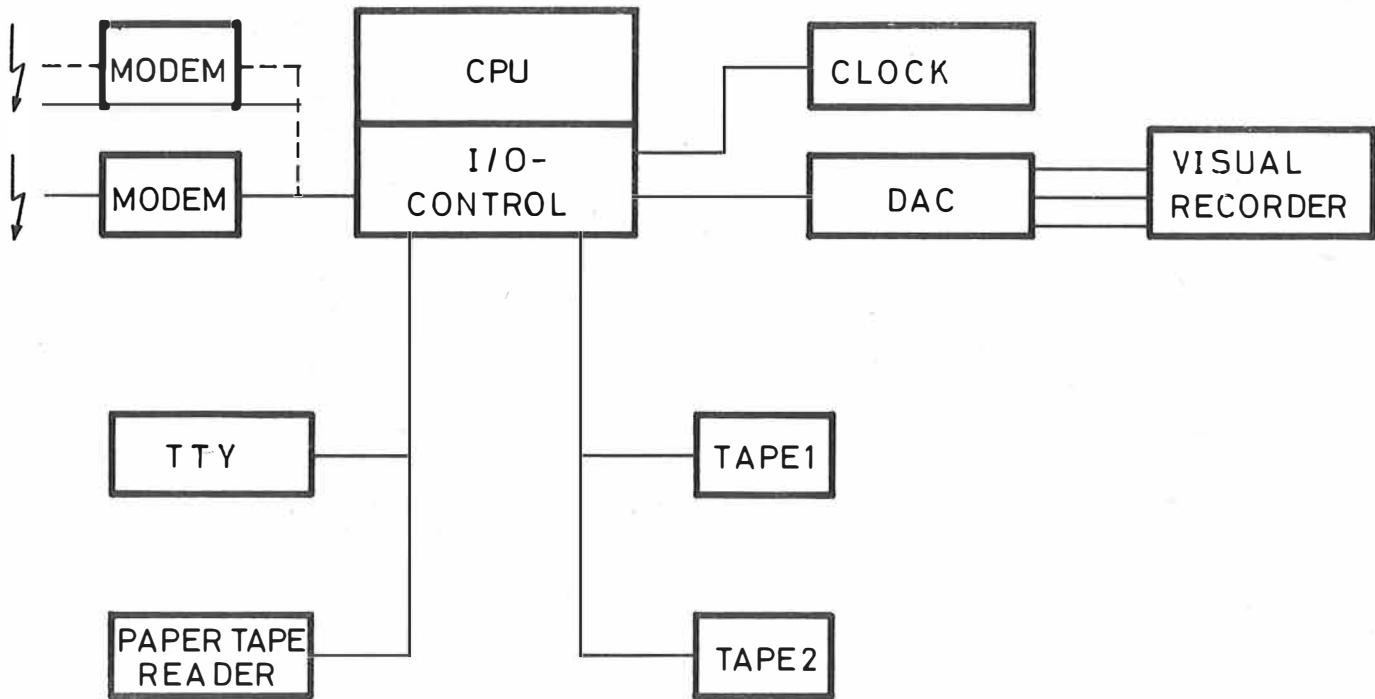 MODEM
CPU
CLOCK
MODEM
I/O-
CONTROL
DAC
VISUAL
RECORDER
TTY
TAPE1
PAPER TAPE
READER
TAPE2